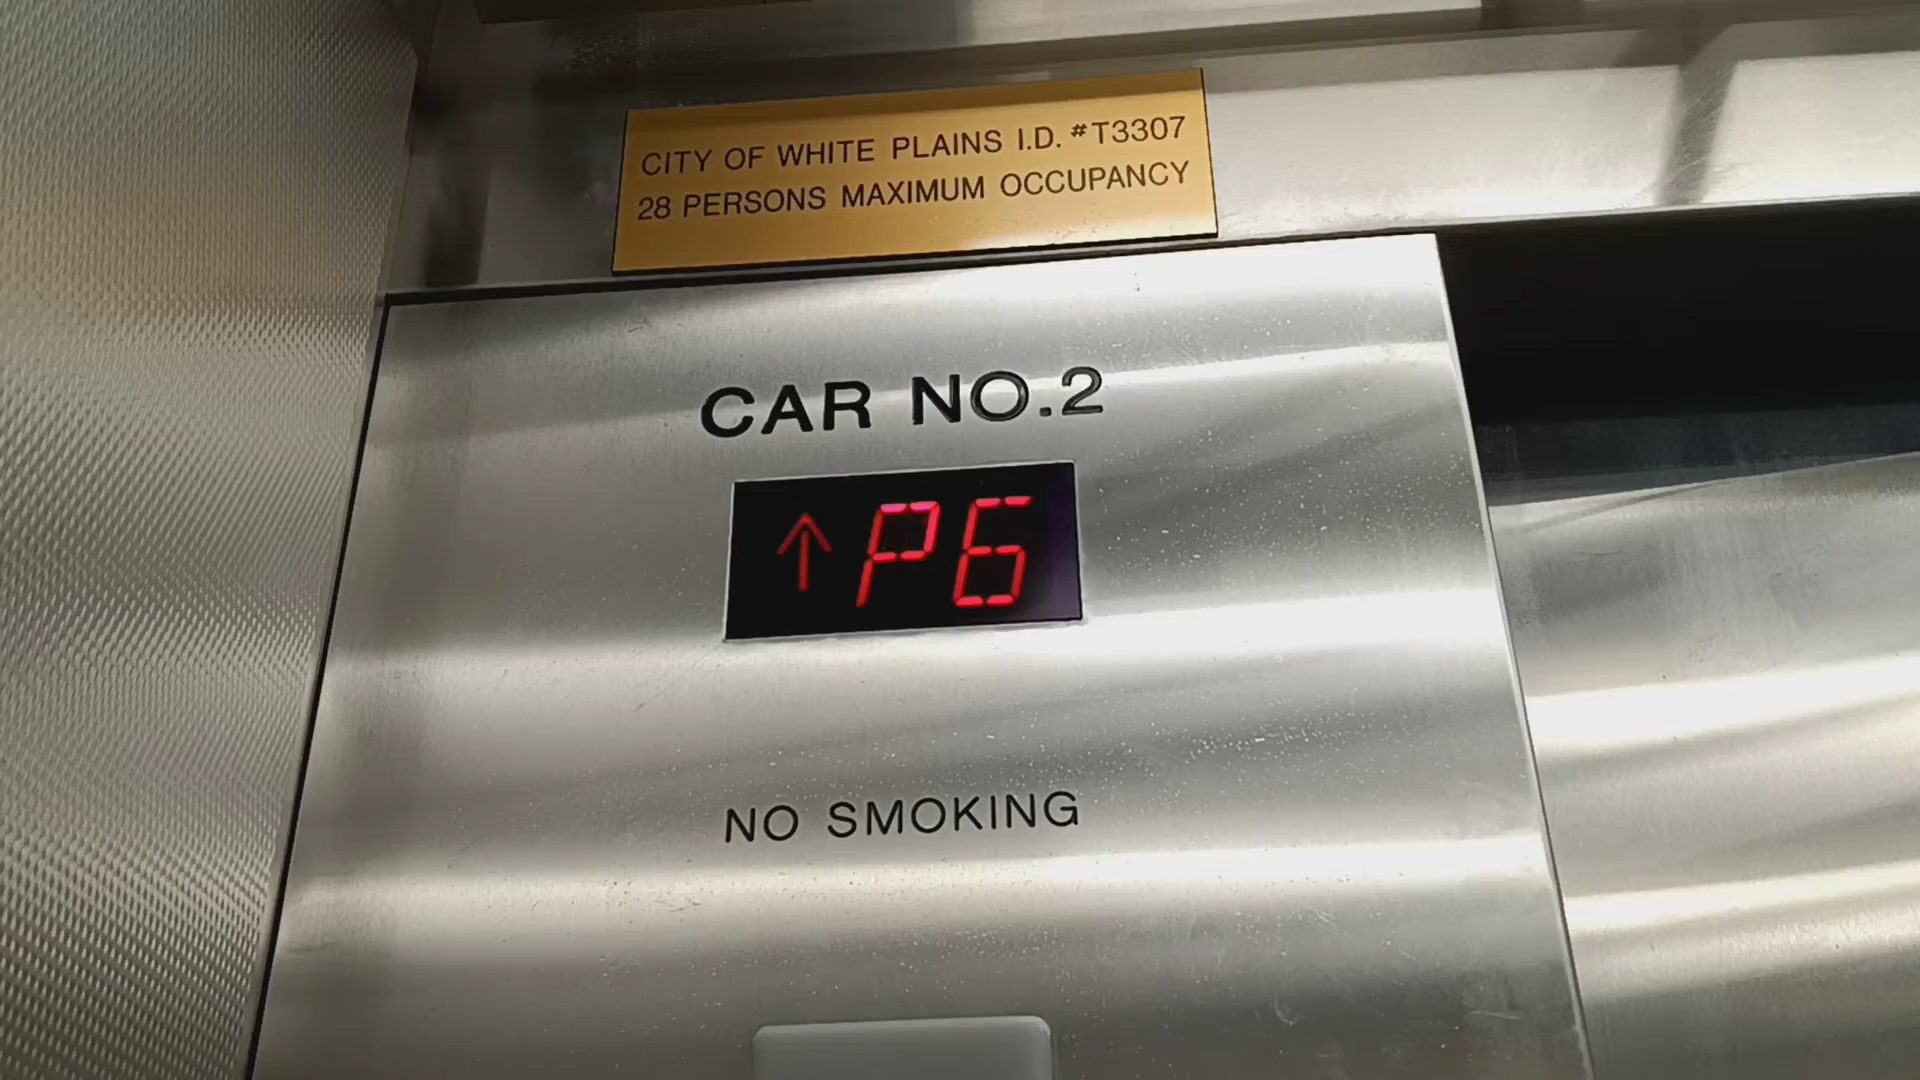 CITY OF WHITE PLAINS I.D. #T3307
28 PERSONS MAXIMUM OCCUPANCY
CAR NO.2
↑P6
NO SMOKING